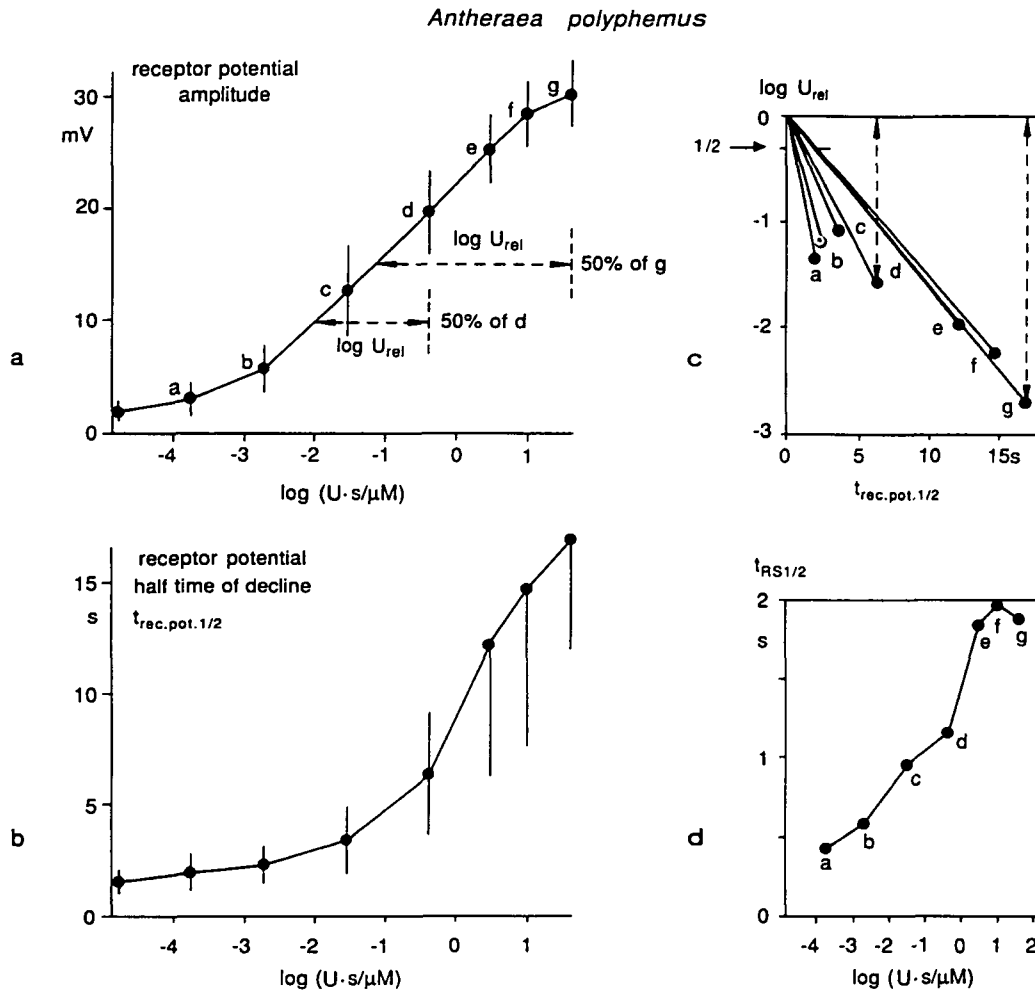 Antheraea polyphemus
a
receptor potential
amplitude
mV
30
20
10
0
a
b
c
d
e
f
g
log U_rel
50% of g
50% of d
log U_rel
-4 -3 -2 -1 0 1
log (U·s/μM)
c
log U_rel
0
1/2
-1
-2
-3
a
b
c
d
e
f
g
0 5 10 15s
t_rec.pot.1/2
b
receptor potential
half time of decline
t_rec.pot.1/2
15
s
10
5
0
-4 -3 -2 -1 0 1
log (U·s/μM)
d
t_RS1/2
2
s
1
0
a
b
c
d
e
f
g
-4 -3 -2 -1 0 1 2
log (U·s/μM)